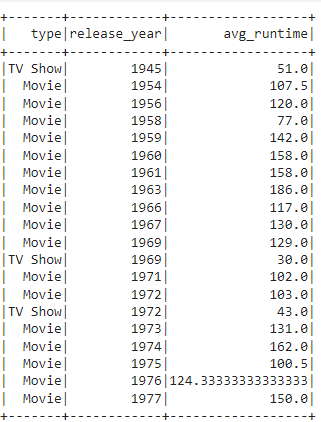 +-------+------------+------------------+
|   type|release_year|       avg_runtime|
+-------+------------+------------------+
|TV Show|        1945|              51.0|
|  Movie|        1954|             107.5|
|  Movie|        1956|             120.0|
|  Movie|        1958|              77.0|
|  Movie|        1959|             142.0|
|  Movie|        1960|             158.0|
|  Movie|        1961|             158.0|
|  Movie|        1963|             186.0|
|  Movie|        1966|             117.0|
|  Movie|        1967|             130.0|
|  Movie|        1969|             129.0|
|TV Show|        1969|              30.0|
|  Movie|        1971|             102.0|
|  Movie|        1972|             103.0|
|TV Show|        1972|              43.0|
|  Movie|        1973|             131.0|
|  Movie|        1974|             162.0|
|  Movie|        1975|             100.5|
|  Movie|        1976|124.33333333333333|
|  Movie|        1977|             150.0|
+-------+------------+------------------+